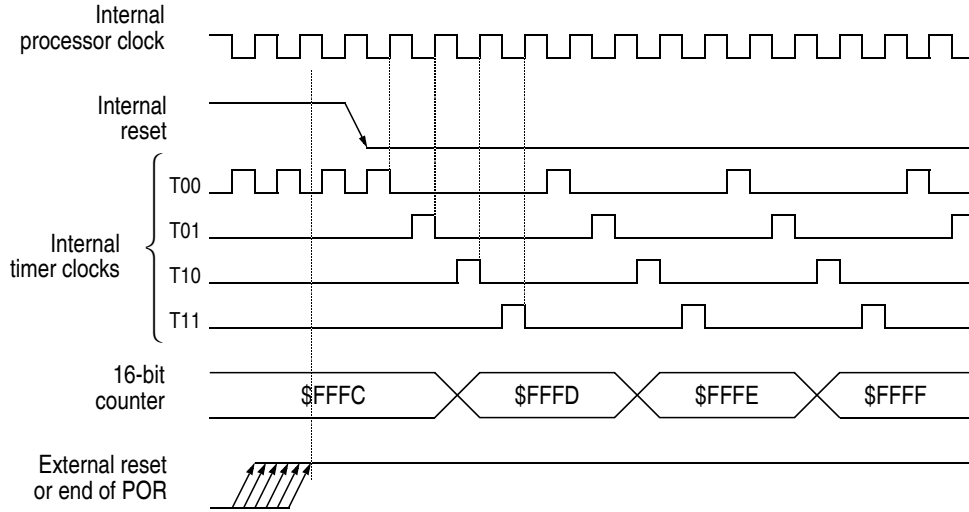 Internal
processor clock
Internal
reset
T00
T01
Internal
timer clocks
T10
T11
16-bit
counter
$FFFC
$FFFD
$FFFE
$FFFF
External reset
or end of POR